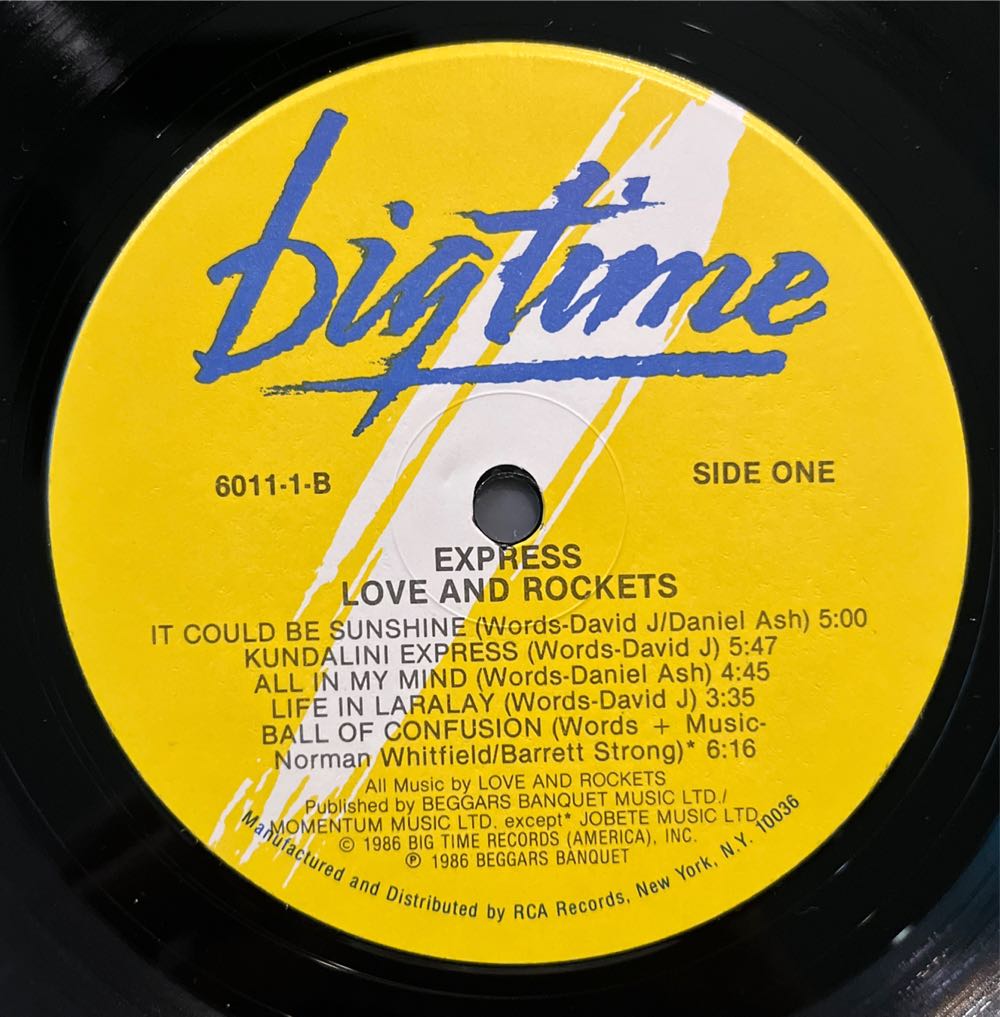 big time
6011-1-B
SIDE ONE
EXPRESS
LOVE AND ROCKETS
IT COULD BE SUNSHINE (Words-David J/Daniel Ash) 5:00
KUNDALINI EXPRESS (Words-David J) 5:47
ALL IN MY MIND (Words-Daniel Ash) 4:45
LIFE IN LARALAY (Words-David J) 3:35
BALL OF CONFUSION (Words + Music-
Norman Whitfield/Barrett Strong)* 6:16
All Music by LOVE AND ROCKETS
Published by BEGGARS BANQUET MUSIC LTD./
MOMENTUM MUSIC LTD. except* JOBETE MUSIC LTD.
© 1986 BIG TIME RECORDS (AMERICA), INC.
℗ 1986 BEGGARS BANQUET
Manufactured and Distributed by RCA Records, New York, N.Y. 10036